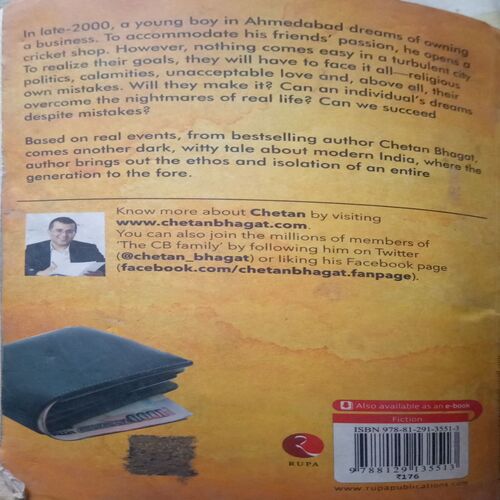 In late-2000, a young boy in Ahmedabad dreams of owning
a business. To accommodate his friends' passion, he opens a
cricket shop. However, nothing comes easy in a turbulent city.
To realize their goals, they will have to face it all—religious
politics, calamities, unacceptable love and, above all, their
own mistakes. Will they make it? Can an individual's dreams
overcome the nightmares of real life? Can we succeed
despite mistakes?
Based on real events, from bestselling author Chetan Bhagat,
comes another dark, witty tale about modern India, where the
author brings out the ethos and isolation of an entire
generation to the fore.
Know more about Chetan by visiting
www.chetanbhagat.com.
You can also join the millions of members of
'The CB family' by following him on Twitter
(@chetan_bhagat) or liking his Facebook page
(facebook.com/chetanbhagat.fanpage).
Also available as an e-book
Fiction
ISBN 978-81-291-3551-3
9 788129 135513
₹176
RUPA
www.rupapublications.com